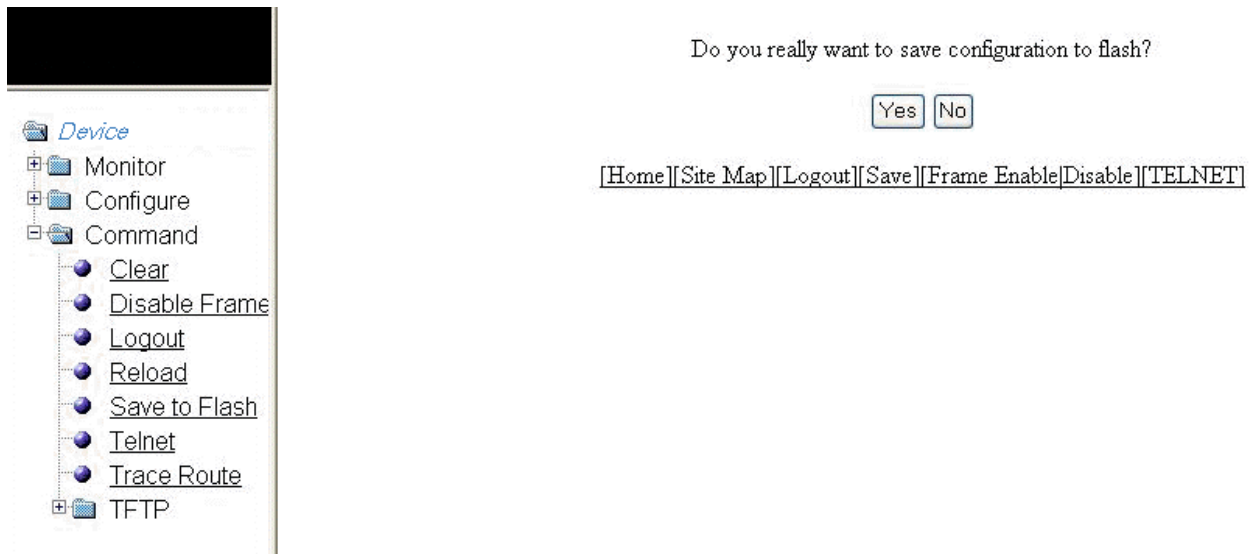 Device
Monitor
Configure
Command
Clear
Disable Frame
Logout
Reload
Save to Flash
Telnet
Trace Route
TFTP
Do you really want to save configuration to flash?
Yes No
[Home][Site Map][Logout][Save][Frame Enable|Disable][TELNET]